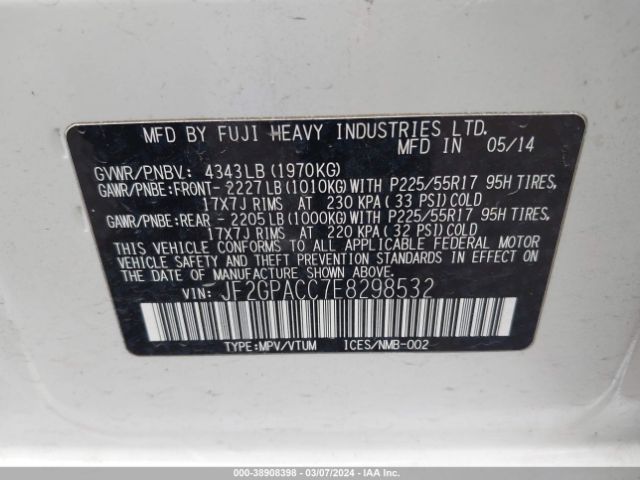 MFD BY FUJI HEAVY INDUSTRIES LTD.
MFD IN 05/14
GVWR/PNBV: 4343LB (1970KG)
GAWR/PNBE:FRONT- 2227LB(1010KG)WITH P225/55R17 95H TIRES,
17X7J RIMS AT 230 KPA(33 PSI)COLD
GAWR/PNBE:REAR - 2205LB(1000KG)WITH P225/55R17 95H TIRES,
17X7J RIMS AT 220 KPA(32 PSI)COLD
THIS VEHICLE CONFORMS TO ALL APPLICABLE FEDERAL MOTOR
VEHICLE SAFETY AND THEFT PREVENTION STANDARDS IN EFFECT
ON THE DATE OF MANUFACTURE SHOWN ABOVE.
VIN: JF2GPACC7E8298532
TYPE:MPV/VTUM ICES/NMB-002
000-38908398 - 03/07/2024 - IAAI.COM